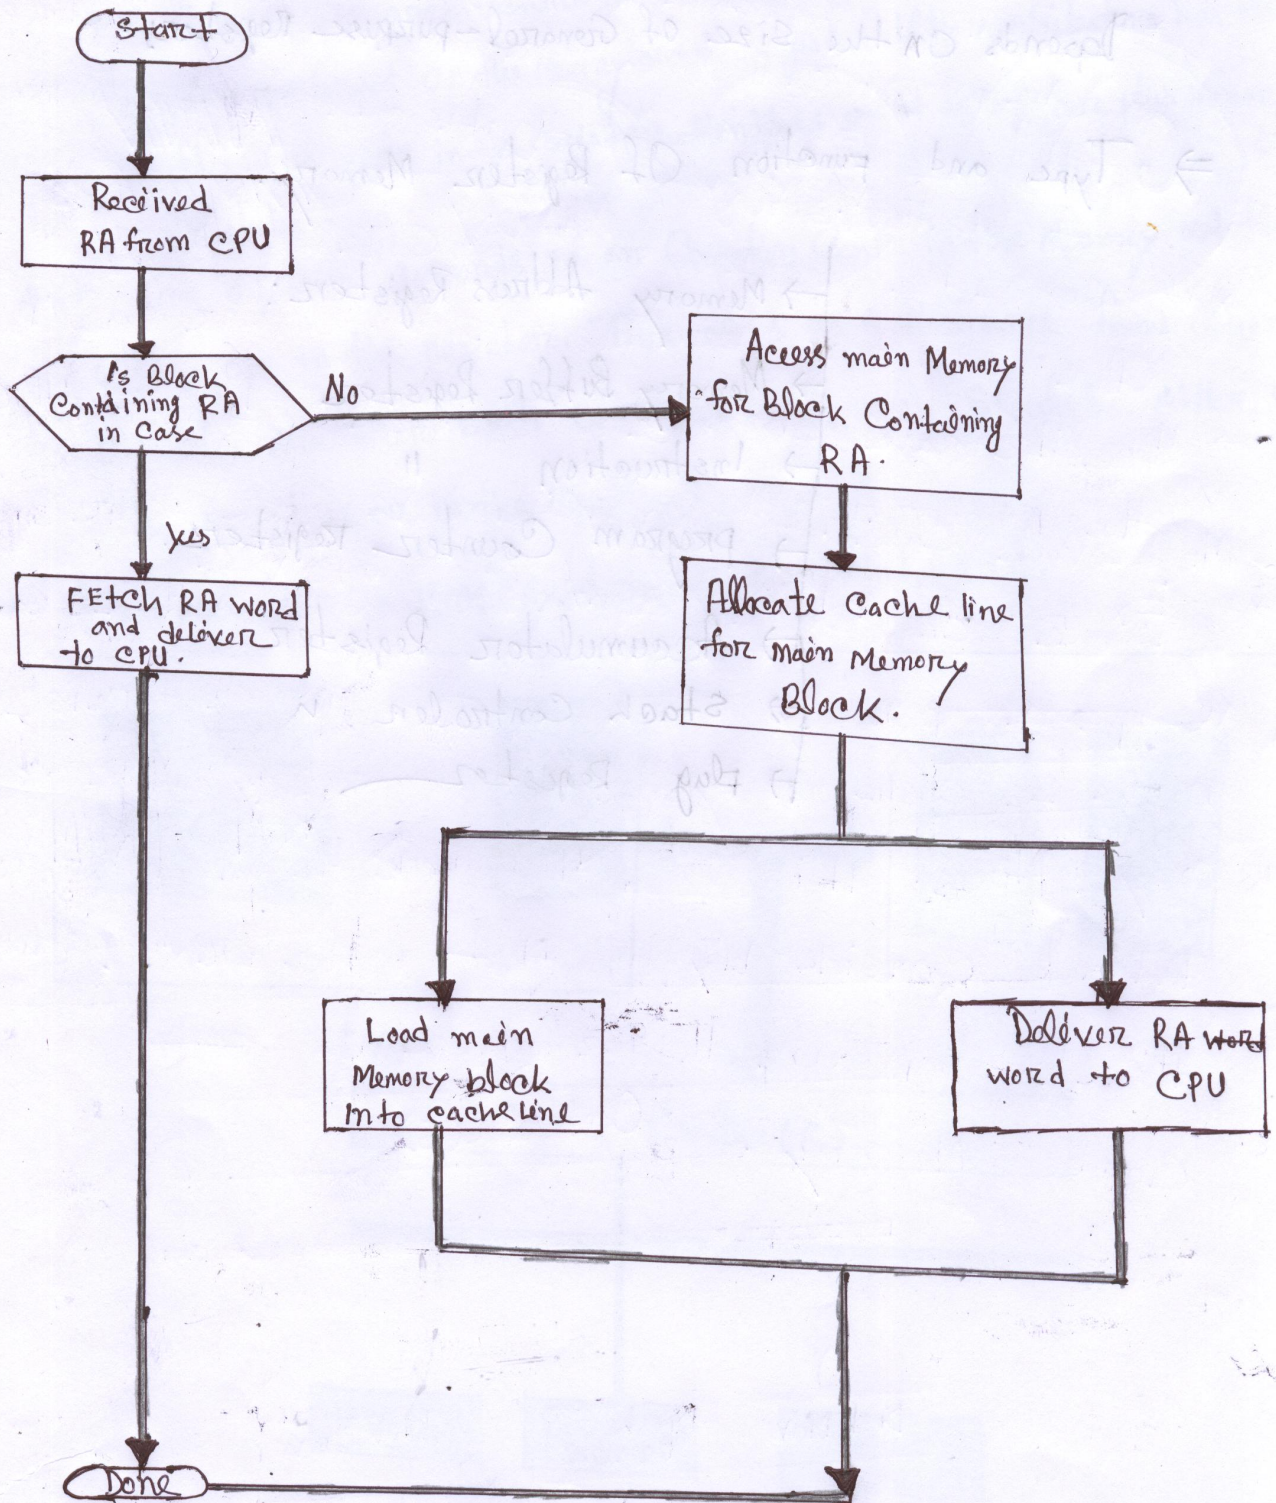 Start
Received
RA from CPU
Is Block
Containing RA
in Case
No
Yes
FEtch RA word
and deliver
to CPU.
Access main Memory
for Block Containing
RA.
Allocate Cache line
for main Memory
Block.
Load main
Memory block
into cache line
Deliver RA word
word to CPU
Done